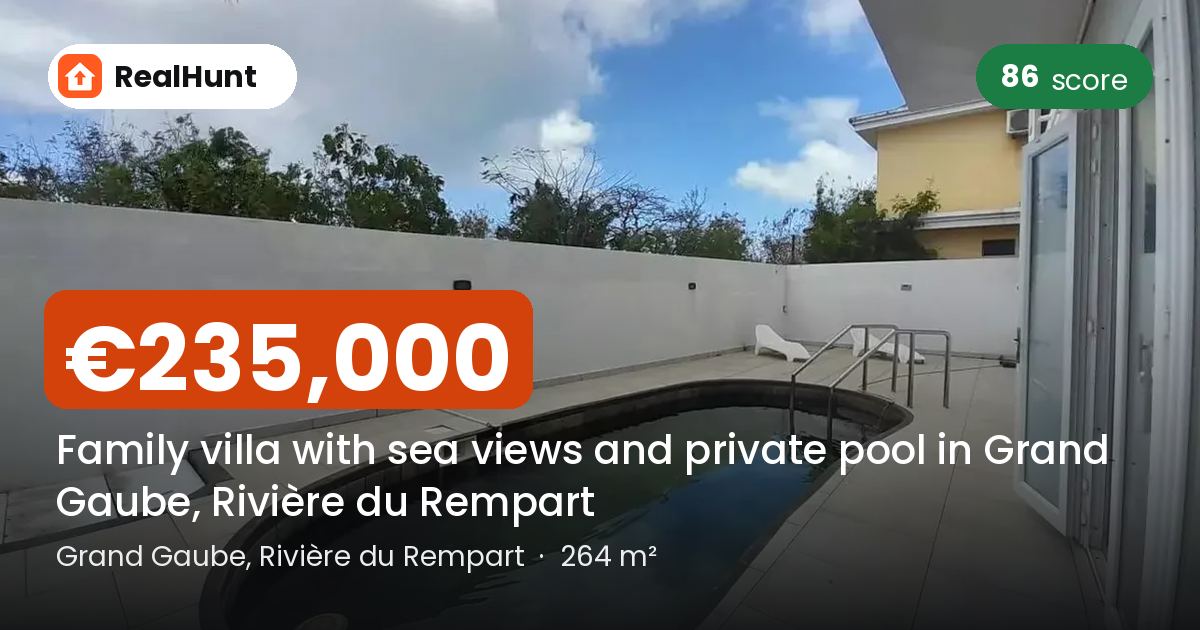 RealHunt
86 score
€235,000
Family villa with sea views and private pool in Grand
Gaube, Rivière du Rempart
Grand Gaube, Rivière du Rempart · 264 m²